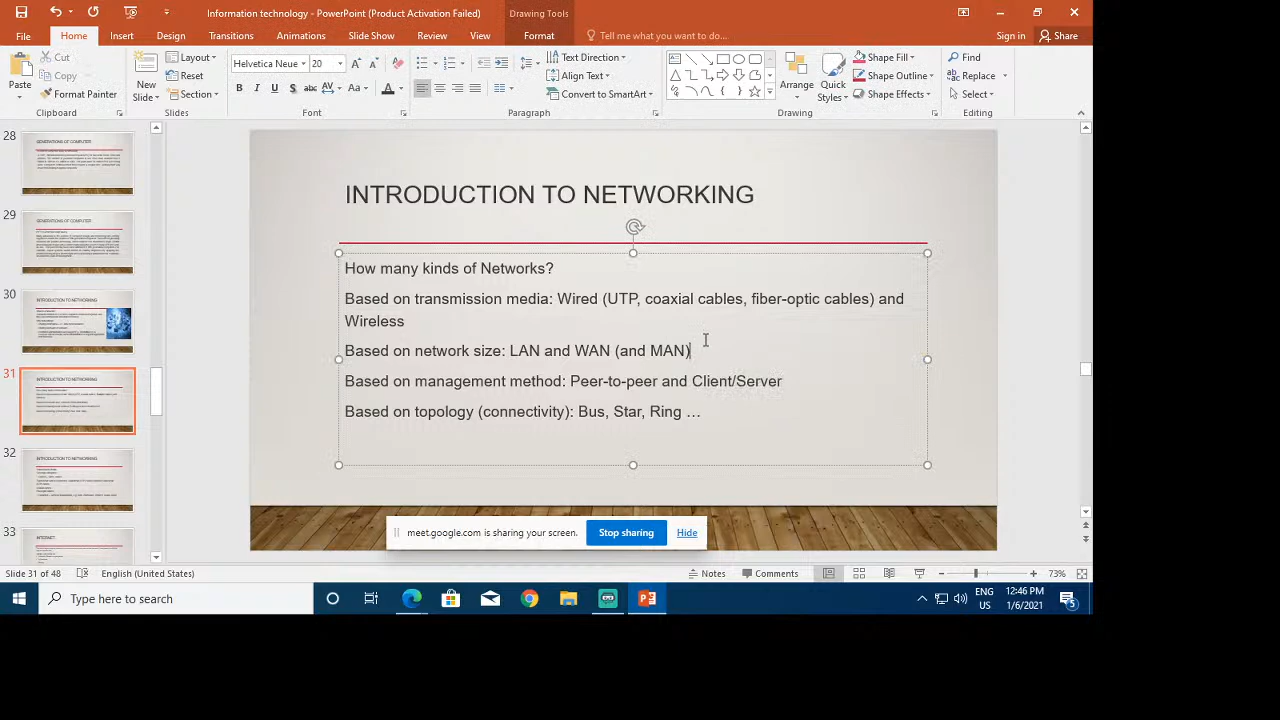 Information technology - PowerPoint (Product Activation Failed)
Drawing Tools
File
Home
Insert
Design
Transitions
Animations
Slide Show
Review
View
Format
Tell me what you want to do...
Sign in
Share
Paste
Cut
Copy
Format Painter
Clipboard
New Slide
Layout
Reset
Section
Slides
Helvetica Neue
20
B I U S abc AV Aa A
Font
Text Direction
Align Text
Convert to SmartArt
Paragraph
Arrange
Quick Styles
Shape Fill
Shape Outline
Shape Effects
Drawing
Find
Replace
Select
Editing
28
GENERATIONS OF COMPUTER
29
GENERATIONS OF COMPUTER
30
INTRODUCTION TO NETWORKING
31
INTRODUCTION TO NETWORKING
32
INTRODUCTION TO NETWORKING
33
INTERNET
INTRODUCTION TO NETWORKING
How many kinds of Networks?
Based on transmission media: Wired (UTP, coaxial cables, fiber-optic cables) and
Wireless
Based on network size: LAN and WAN (and MAN)
Based on management method: Peer-to-peer and Client/Server
Based on topology (connectivity): Bus, Star, Ring …
meet.google.com is sharing your screen.
Stop sharing
Hide
Slide 31 of 48
English (United States)
Notes
Comments
73%
Type here to search
ENG
US
12:46 PM
1/6/2021
5